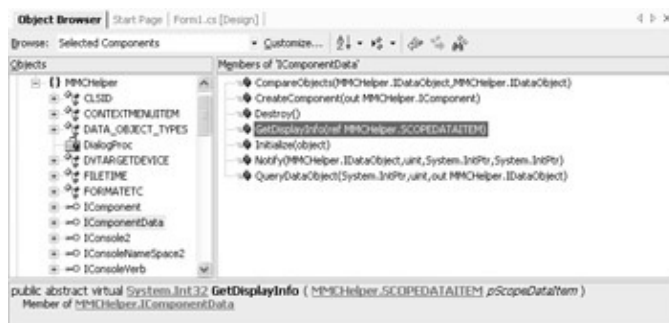 Object Browser Start Page Form1.cs [Design]
Browse: Selected Components Customize...
Objects
{} MMCHelper
CLSID
CONTEXTMENUITEM
DATA_OBJECT_TYPES
DialogProc
DVTARGETDEVICE
FILETIME
FORMATETC
IComponent
IComponentData
IConsole2
IConsoleNameSpace2
IConsoleVerb
Members of 'IComponentData'
CompareObjects(MMCHelper.IDataObject,MMCHelper.IDataObject)
CreateComponent(out MMCHelper.IComponent)
Destroy()
GetDisplayInfo(ref MMCHelper.SCOPEDATAITEM)
Initialize(object)
Notify(MMCHelper.IDataObject,uint,System.IntPtr,System.IntPtr)
QueryDataObject(System.IntPtr,uint,out MMCHelper.IDataObject)
public abstract virtual System.Int32 GetDisplayInfo ( MMCHelper.SCOPEDATAITEM pScopeDataItem )
Member of MMCHelper.IComponentData